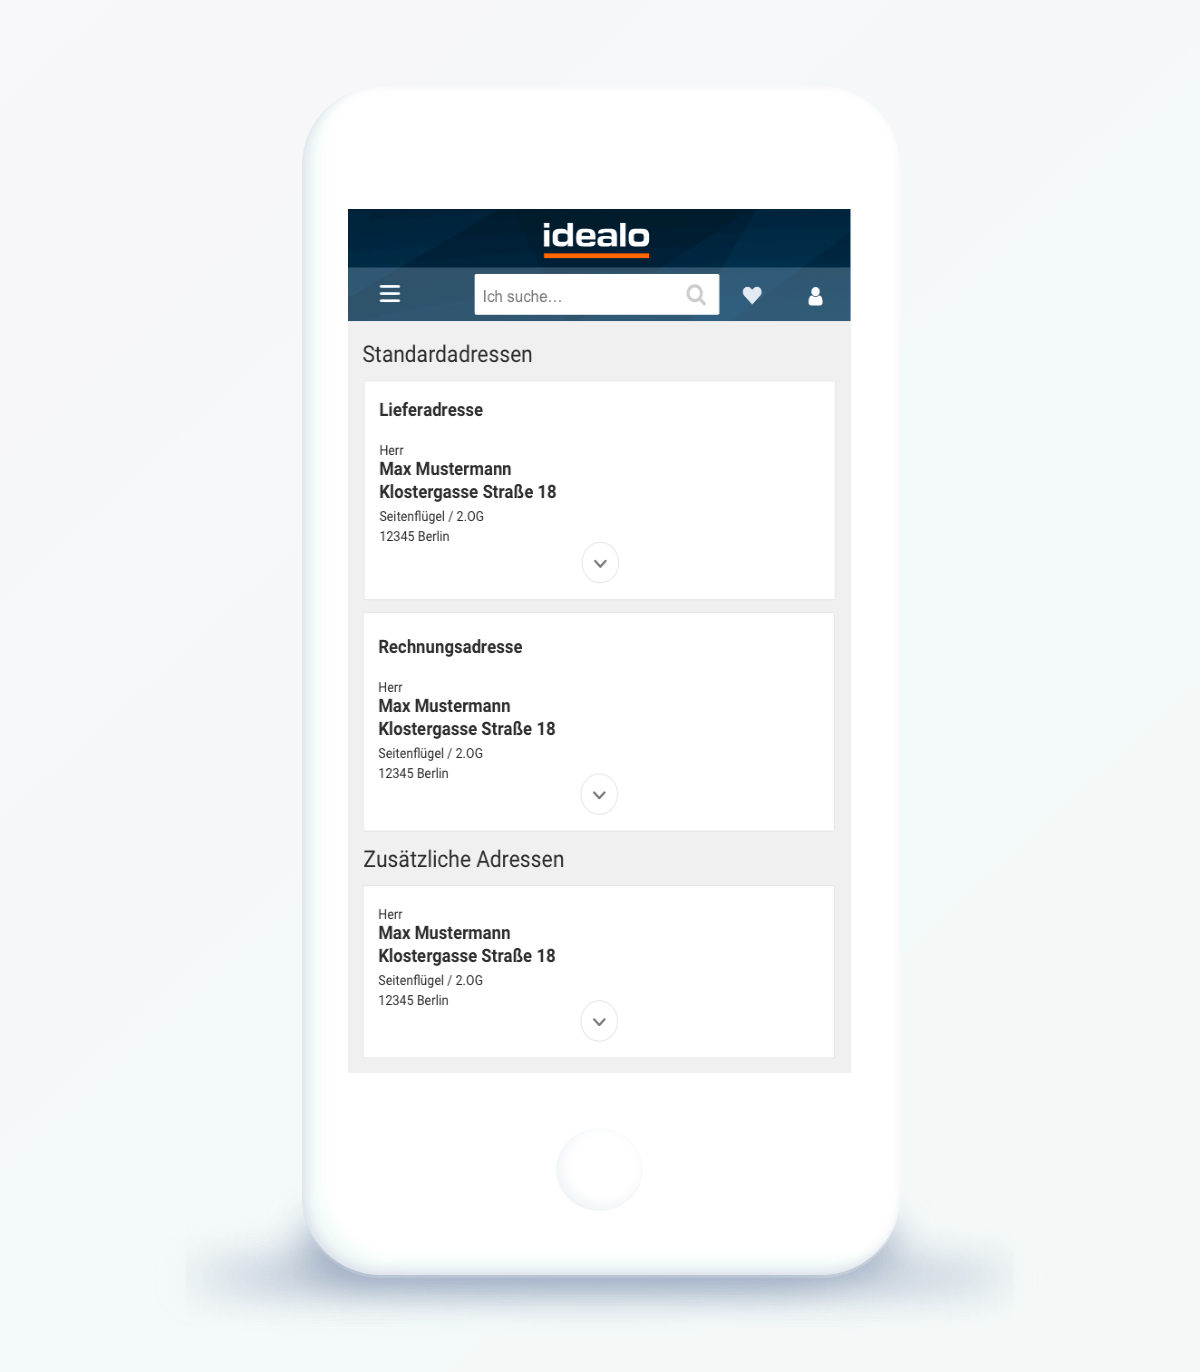 idealo
Ich suche...
Standardadressen
Lieferadresse
Herr
Max Mustermann
Klostergasse Straße 18
Seitenflügel / 2.OG
12345 Berlin
Rechnungsadresse
Herr
Max Mustermann
Klostergasse Straße 18
Seitenflügel / 2.OG
12345 Berlin
Zusätzliche Adressen
Herr
Max Mustermann
Klostergasse Straße 18
Seitenflügel / 2.OG
12345 Berlin